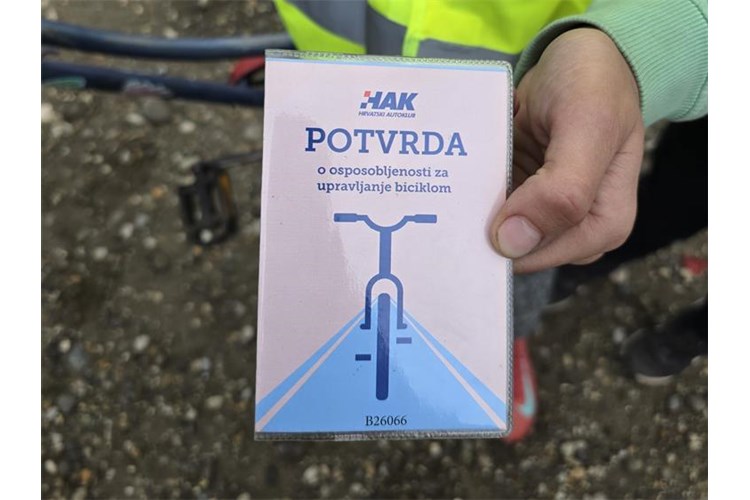 HAK
HRVATSKI AUTOKLUB
POTVRDA
o osposobljenosti za
upravljanje biciklom
B26066